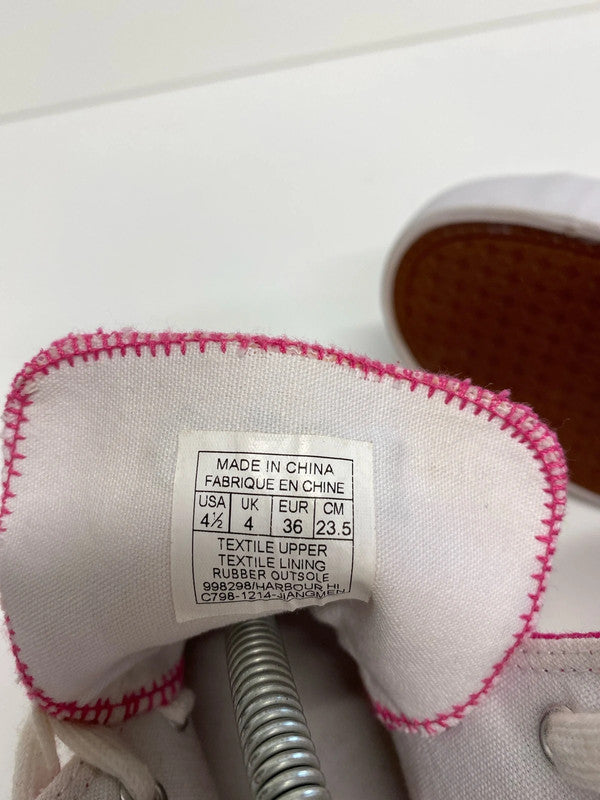 MADE IN CHINA
FABRIQUE EN CHINE
USA UK EUR CM
4½ 4 36 23.5
TEXTILE UPPER
TEXTILE LINING
RUBBER OUTSOLE
998298/HARBOUR HI
C798-1214-JIANGMEN